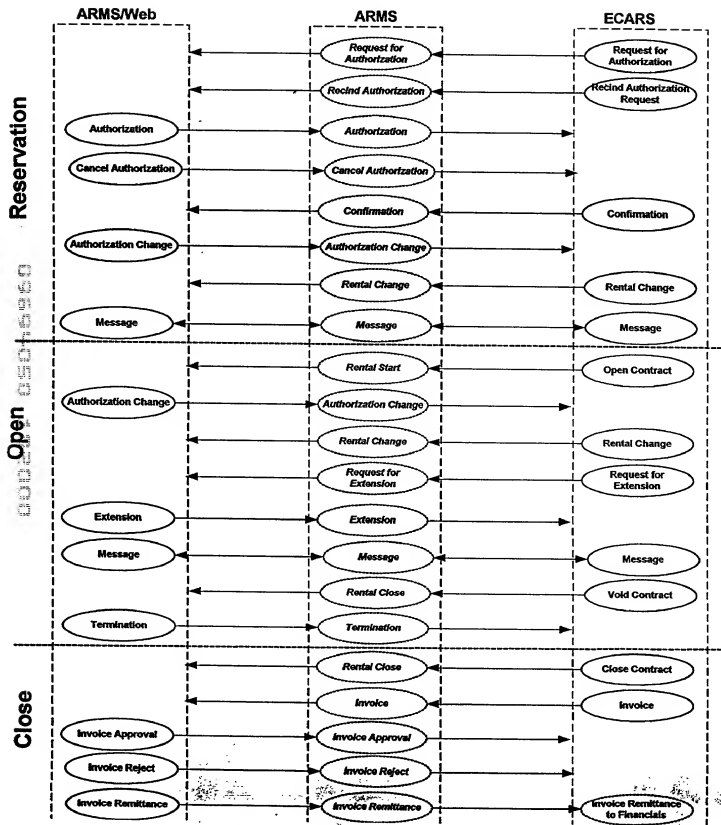 ARMS/Web ARMS ECARS
Reservation
Request for
Authorization
Request for
Authorization
Recind Authorization
Recind Authorization
Request
Authorization Authorization
Cancel Authorization Cancel Authorization
Confirmation Confirmation
Authorization Change Authorization Change
Rental Change Rental Change
Message Message Message
Open
Rental Start Open Contract
Authorization Change Authorization Change
Rental Change Rental Change
Request for
Extension
Request for
Extension
Extension Extension
Message Message Message
Rental Close Void Contract
Termination Termination
Close
Rental Close Close Contract
Invoice Invoice
Invoice Approval Invoice Approval
Invoice Reject Invoice Reject
Invoice Remittance Invoice Remittance Invoice Remittance
to Financials